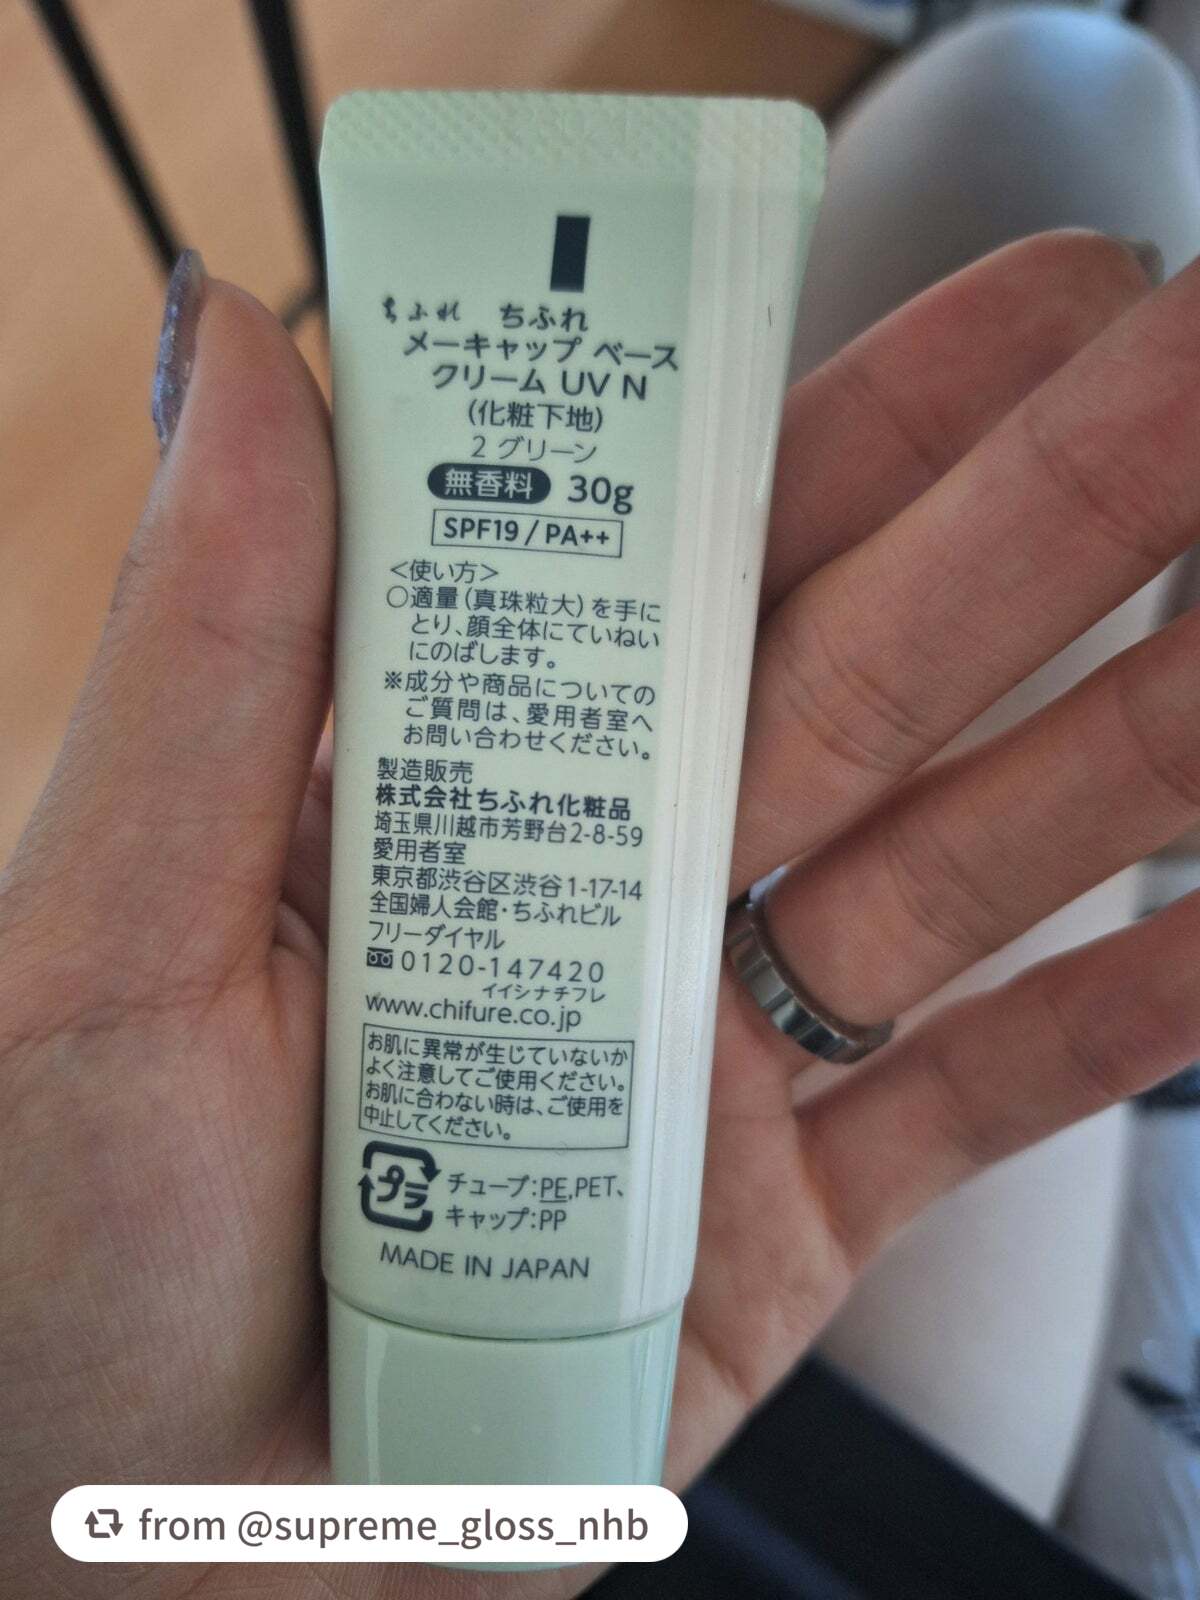 ちふれ ちふれ
メーキャップ ベース
クリーム UV N
(化粧下地)
2 グリーン
無香料 30g
SPF19 / PA++
＜使い方＞
○適量(真珠粒大)を手に
とり、顔全体にていねい
にのばします。
※成分や商品についての
ご質問は、愛用者室へ
お問い合わせください。
製造販売
株式会社ちふれ化粧品
埼玉県川越市芳野台2-8-59
愛用者室
東京都渋谷区渋谷1-17-14
全国婦人会館・ちふれビル
フリーダイヤル
0120-147420
イイシナチフレ
www.chifure.co.jp
お肌に異常が生じていないか
よく注意してご使用ください。
お肌に合わない時は、ご使用を
中止してください。
プラ チューブ:PE,PET、
キャップ:PP
MADE IN JAPAN
from @supreme_gloss_nhb